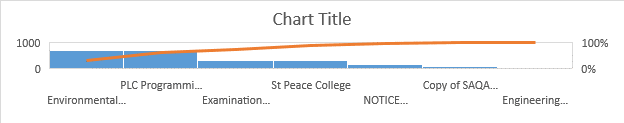 Chart Title
1000
100%
0
0%
PLC Programmi...
St Peace College
Copy of SAQA...
Environmental...
Examination...
NOTICE...
Engineering...